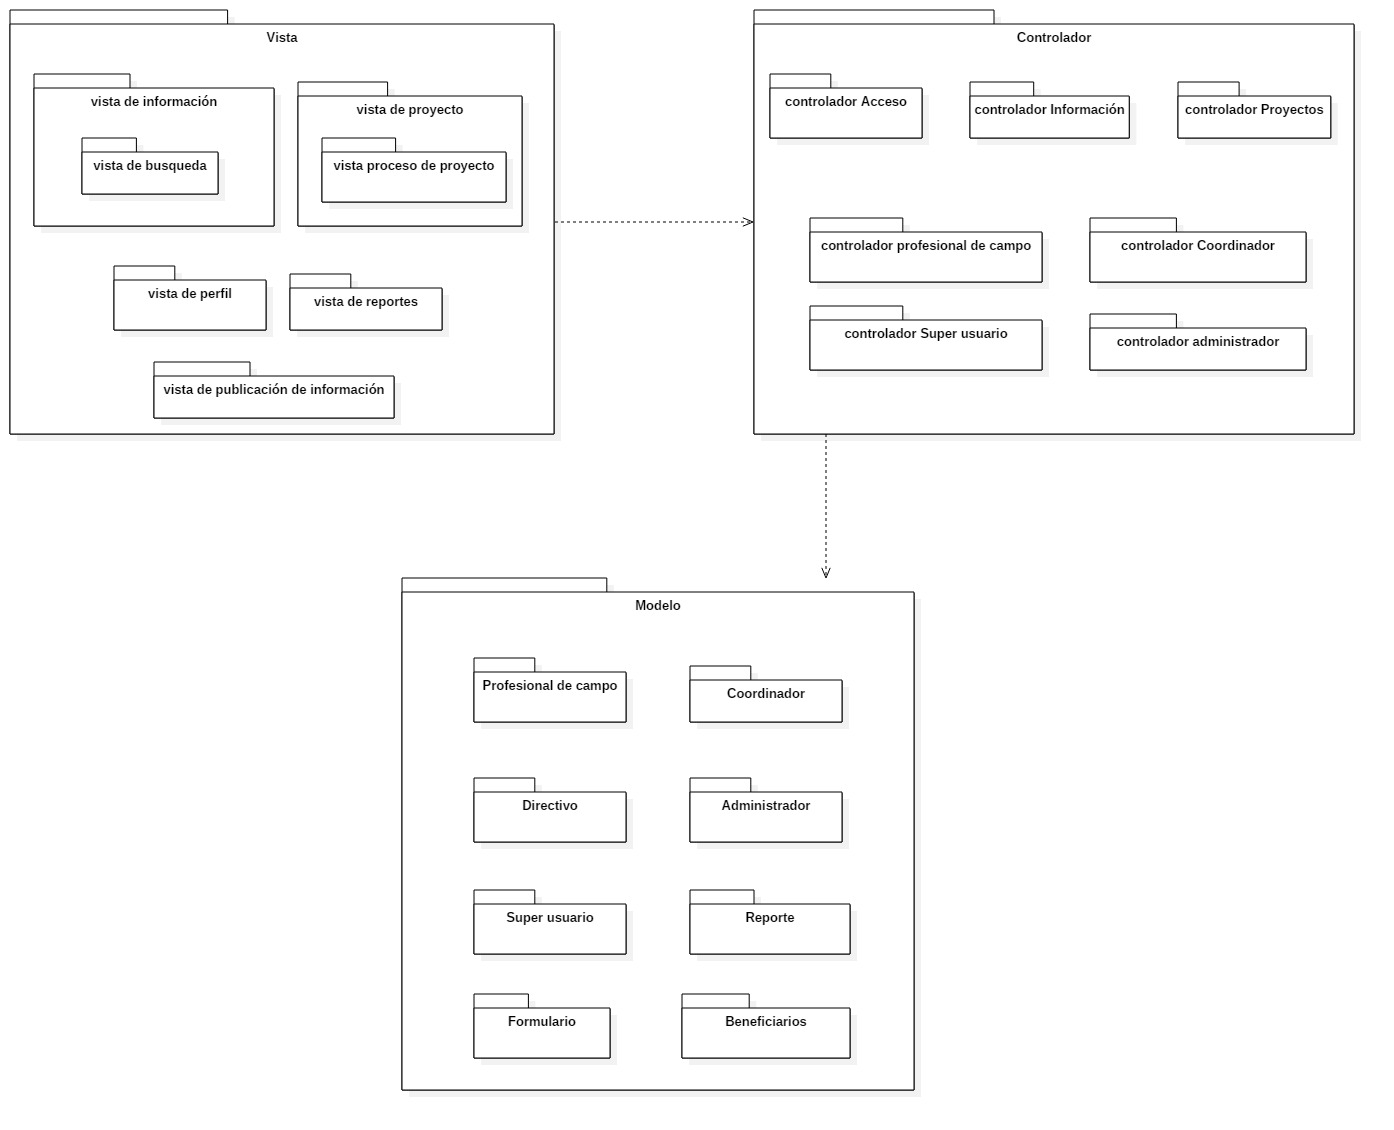 Vista
vista de información
vista de busqueda
vista de proyecto
vista proceso de proyecto
vista de perfil
vista de reportes
vista de publicación de información
Controlador
controlador Acceso
controlador Información
controlador Proyectos
controlador profesional de campo
controlador Coordinador
controlador Super usuario
controlador administrador
Modelo
Profesional de campo
Coordinador
Directivo
Administrador
Super usuario
Reporte
Formulario
Beneficiarios